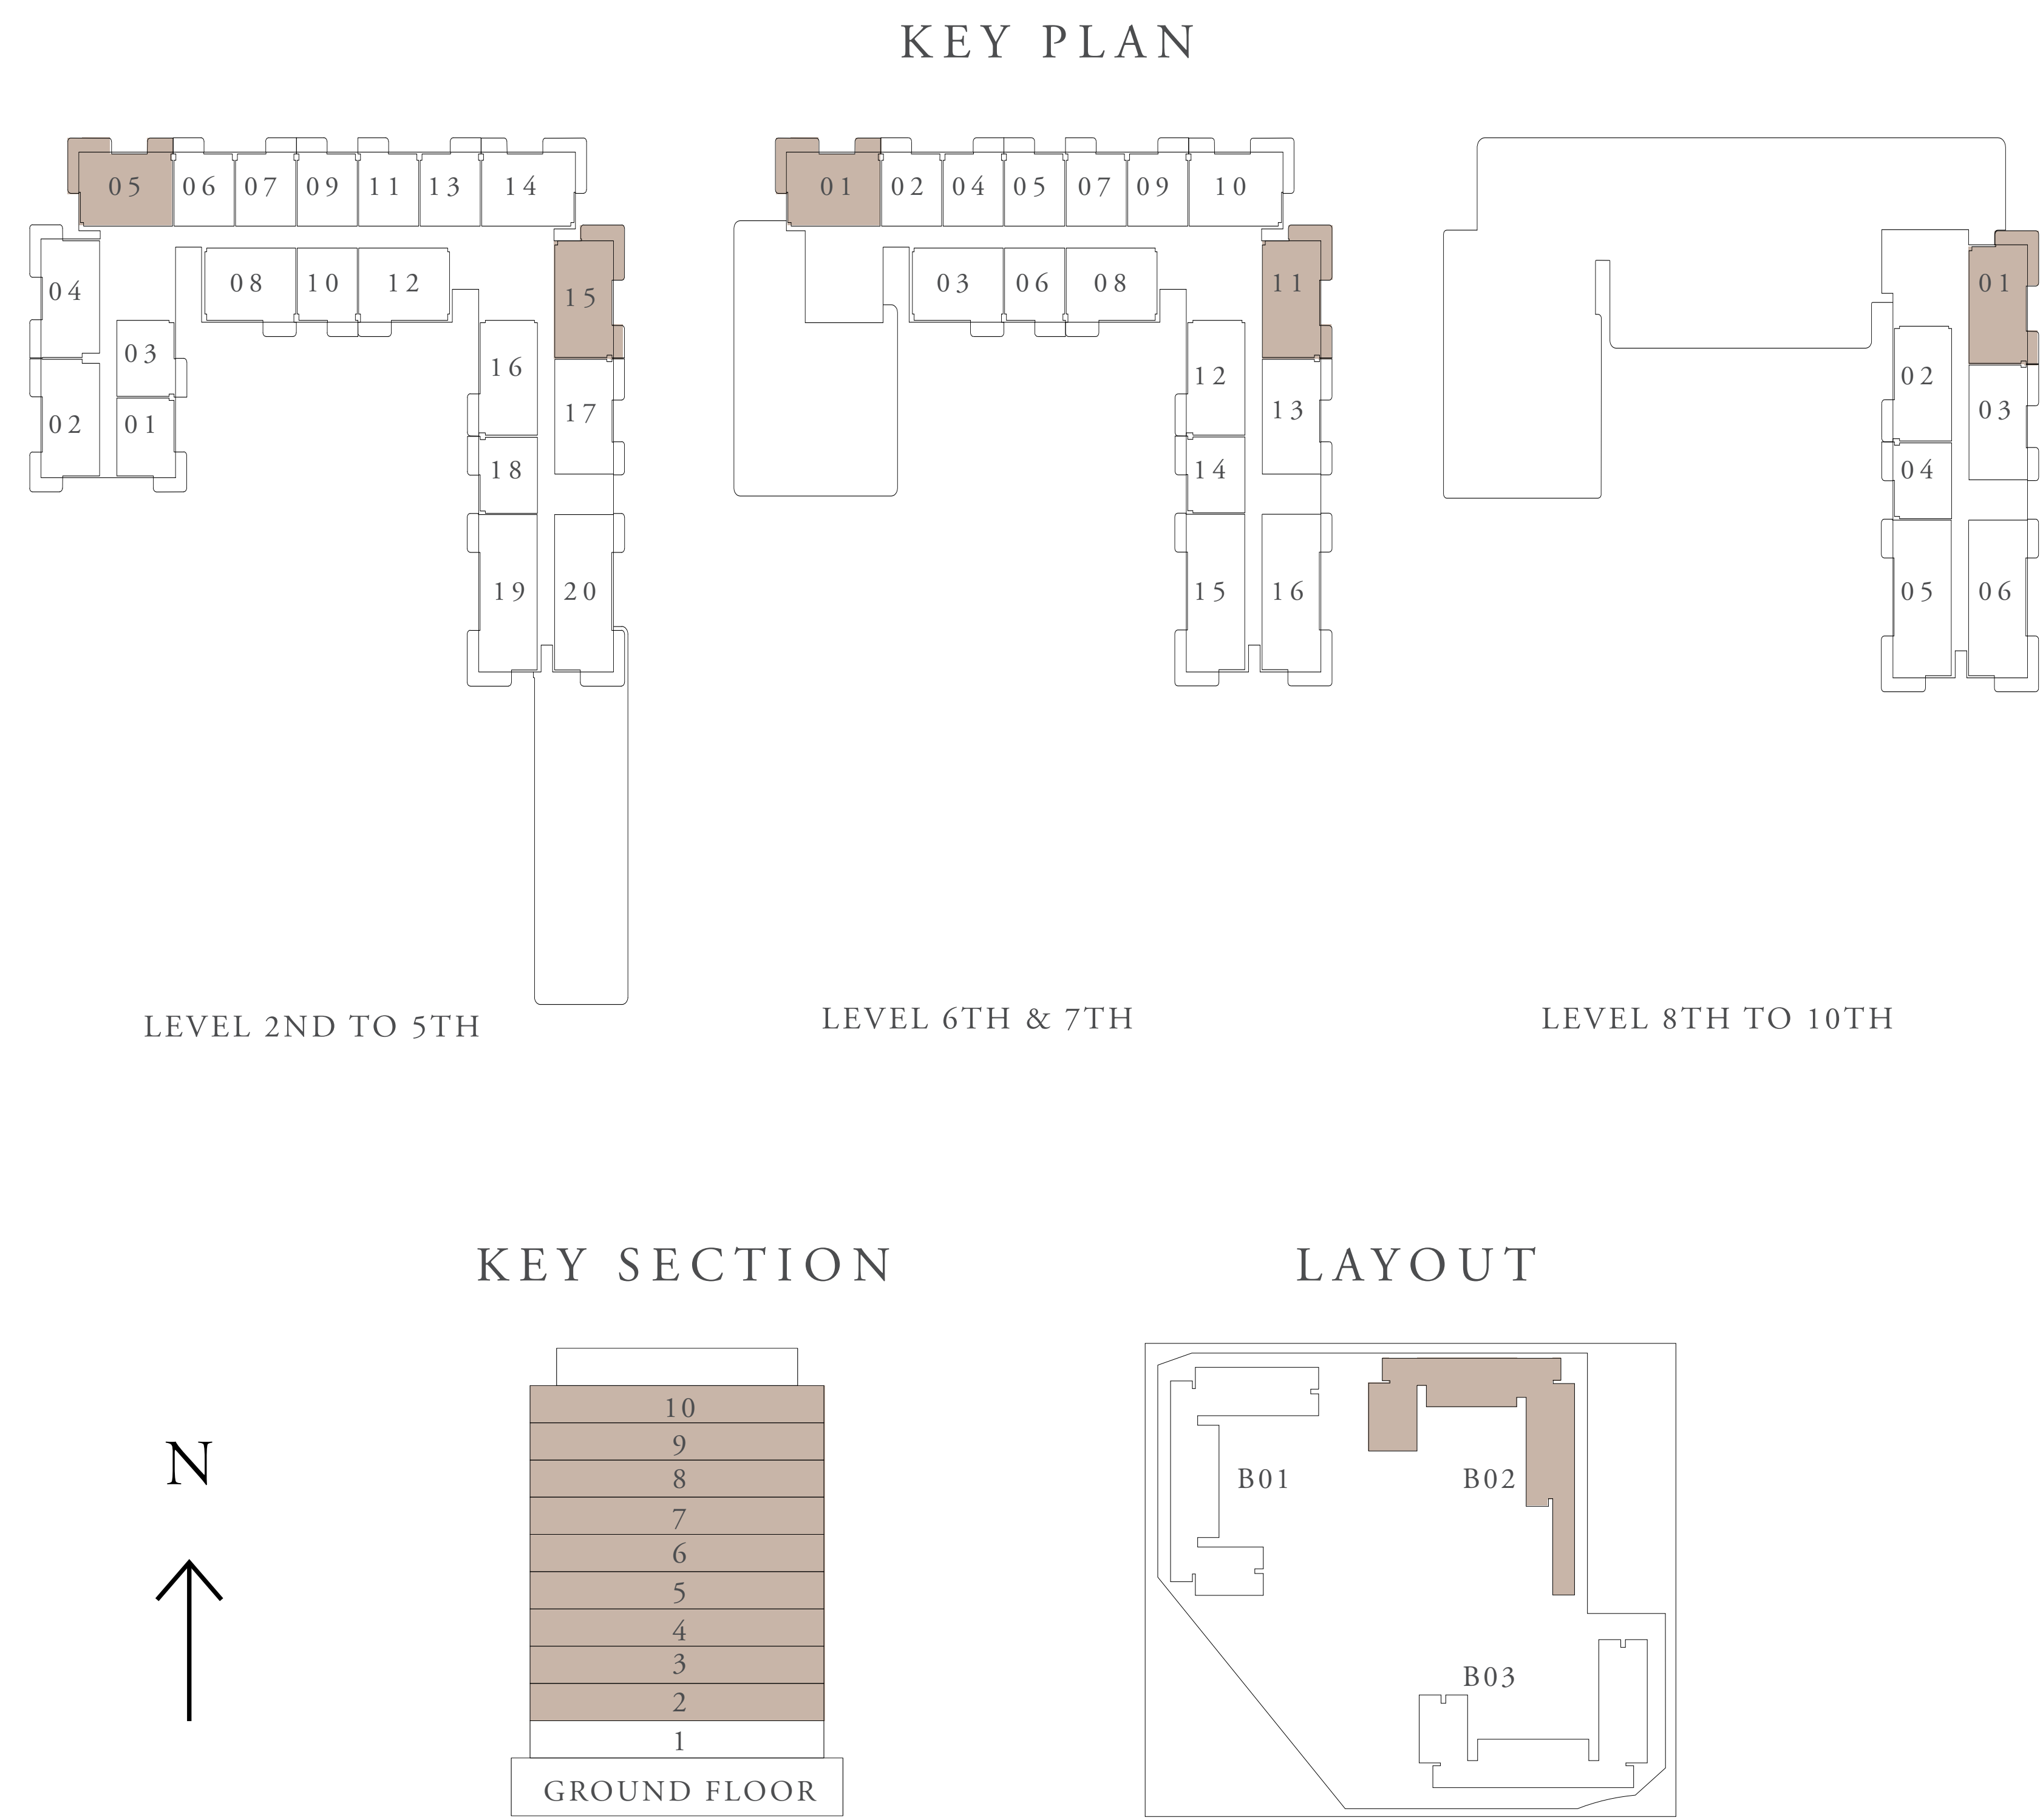 KEY PLAN
05 06 07 09 11 13 14
04 08 10 12 15
03 16
02 01 17
18
19 20
LEVEL 2ND TO 5TH
01 02 04 05 07 09 10
03 06 08 11
12 13
14
15 16
LEVEL 6TH & 7TH
01
02 03
04
05 06
LEVEL 8TH TO 10TH
KEY SECTION
10
9
8
7
6
5
4
3
2
1
GROUND FLOOR
N
LAYOUT
B01 B02
B03